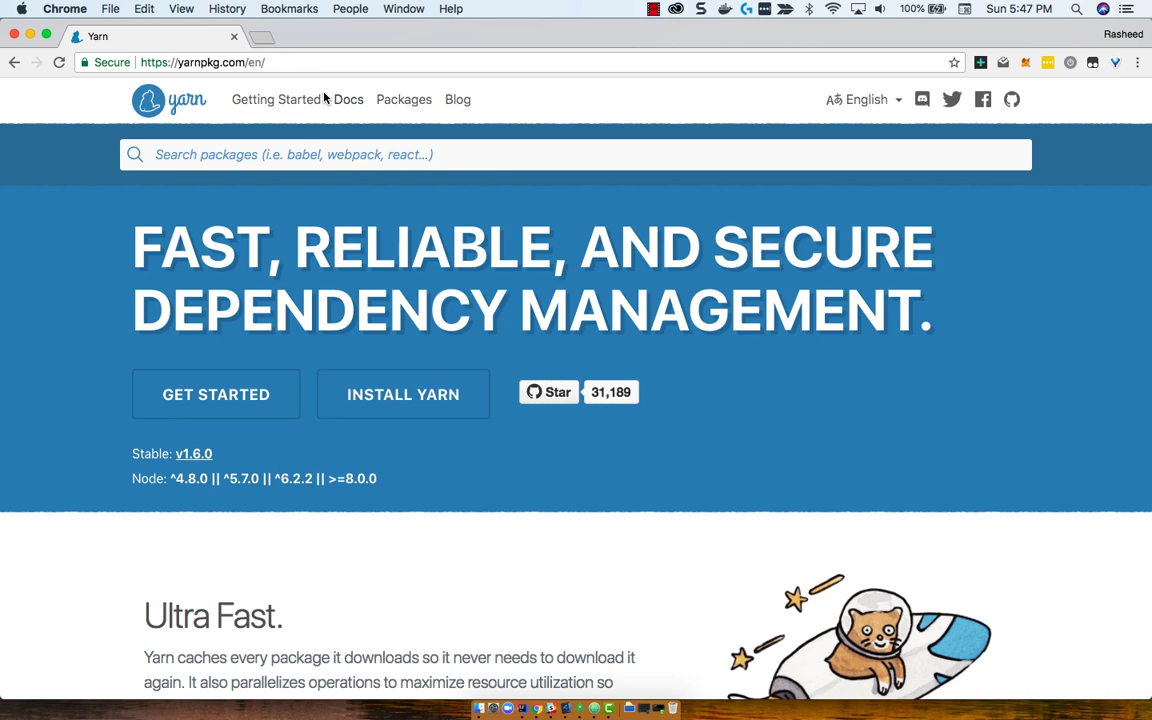 Chrome File Edit View History Bookmarks People Window Help 100% Sun 5:47 PM
Yarn Rasheed
Secure https://yarnpkg.com/en/
yarn Getting Started Docs Packages Blog Aあ English
Search packages (i.e. babel, webpack, react...)
FAST, RELIABLE, AND SECURE
DEPENDENCY MANAGEMENT.
GET STARTED INSTALL YARN Star 31,189
Stable: v1.6.0
Node: ^4.8.0 || ^5.7.0 || ^6.2.2 || >=8.0.0
Ultra Fast.
Yarn caches every package it downloads so it never needs to download it
again. It also parallelizes operations to maximize resource utilization so